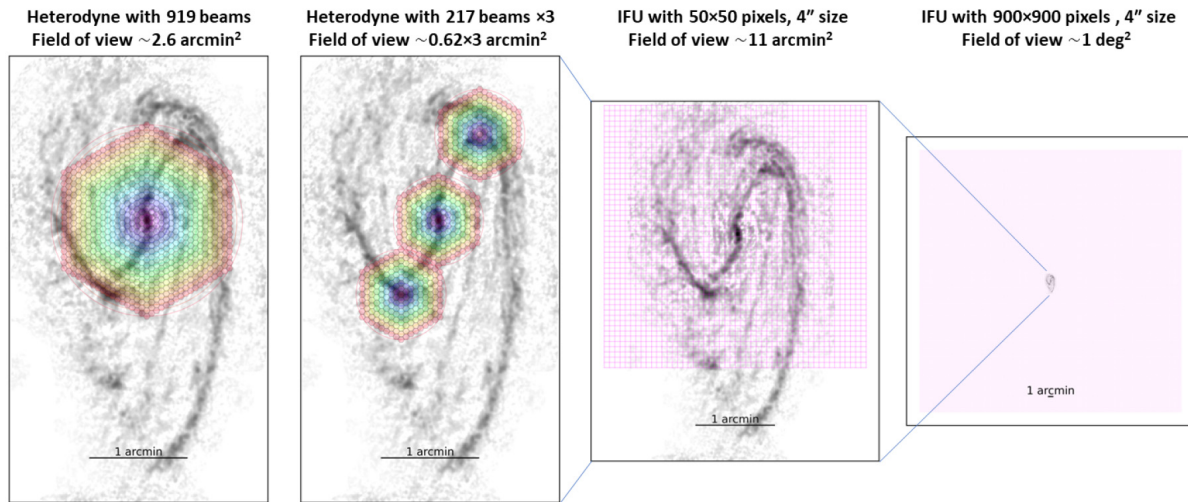 Heterodyne with 919 beams
Field of view ~2.6 arcmin²
Heterodyne with 217 beams ×3
Field of view ~0.62×3 arcmin²
IFU with 50×50 pixels, 4″ size
Field of view ~11 arcmin²
IFU with 900×900 pixels , 4″ size
Field of view ~1 deg²
1 arcmin
1 arcmin
1 arcmin
1 arcmin